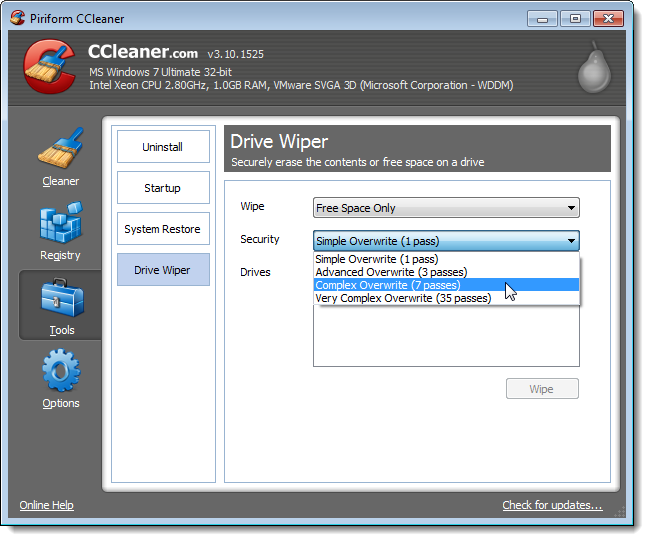 Piriform CCleaner
CCleaner.com v3.10.1525
MS Windows 7 Ultimate 32-bit
Intel Xeon CPU 2.80GHz, 1.0GB RAM, VMware SVGA 3D (Microsoft Corporation - WDDM)
Cleaner
Registry
Tools
Options
Uninstall
Startup
System Restore
Drive Wiper
Drive Wiper
Securely erase the contents or free space on a drive
Wipe
Free Space Only
Security
Simple Overwrite (1 pass)
Simple Overwrite (1 pass)
Advanced Overwrite (3 passes)
Complex Overwrite (7 passes)
Very Complex Overwrite (35 passes)
Drives
Wipe
Online Help
Check for updates...